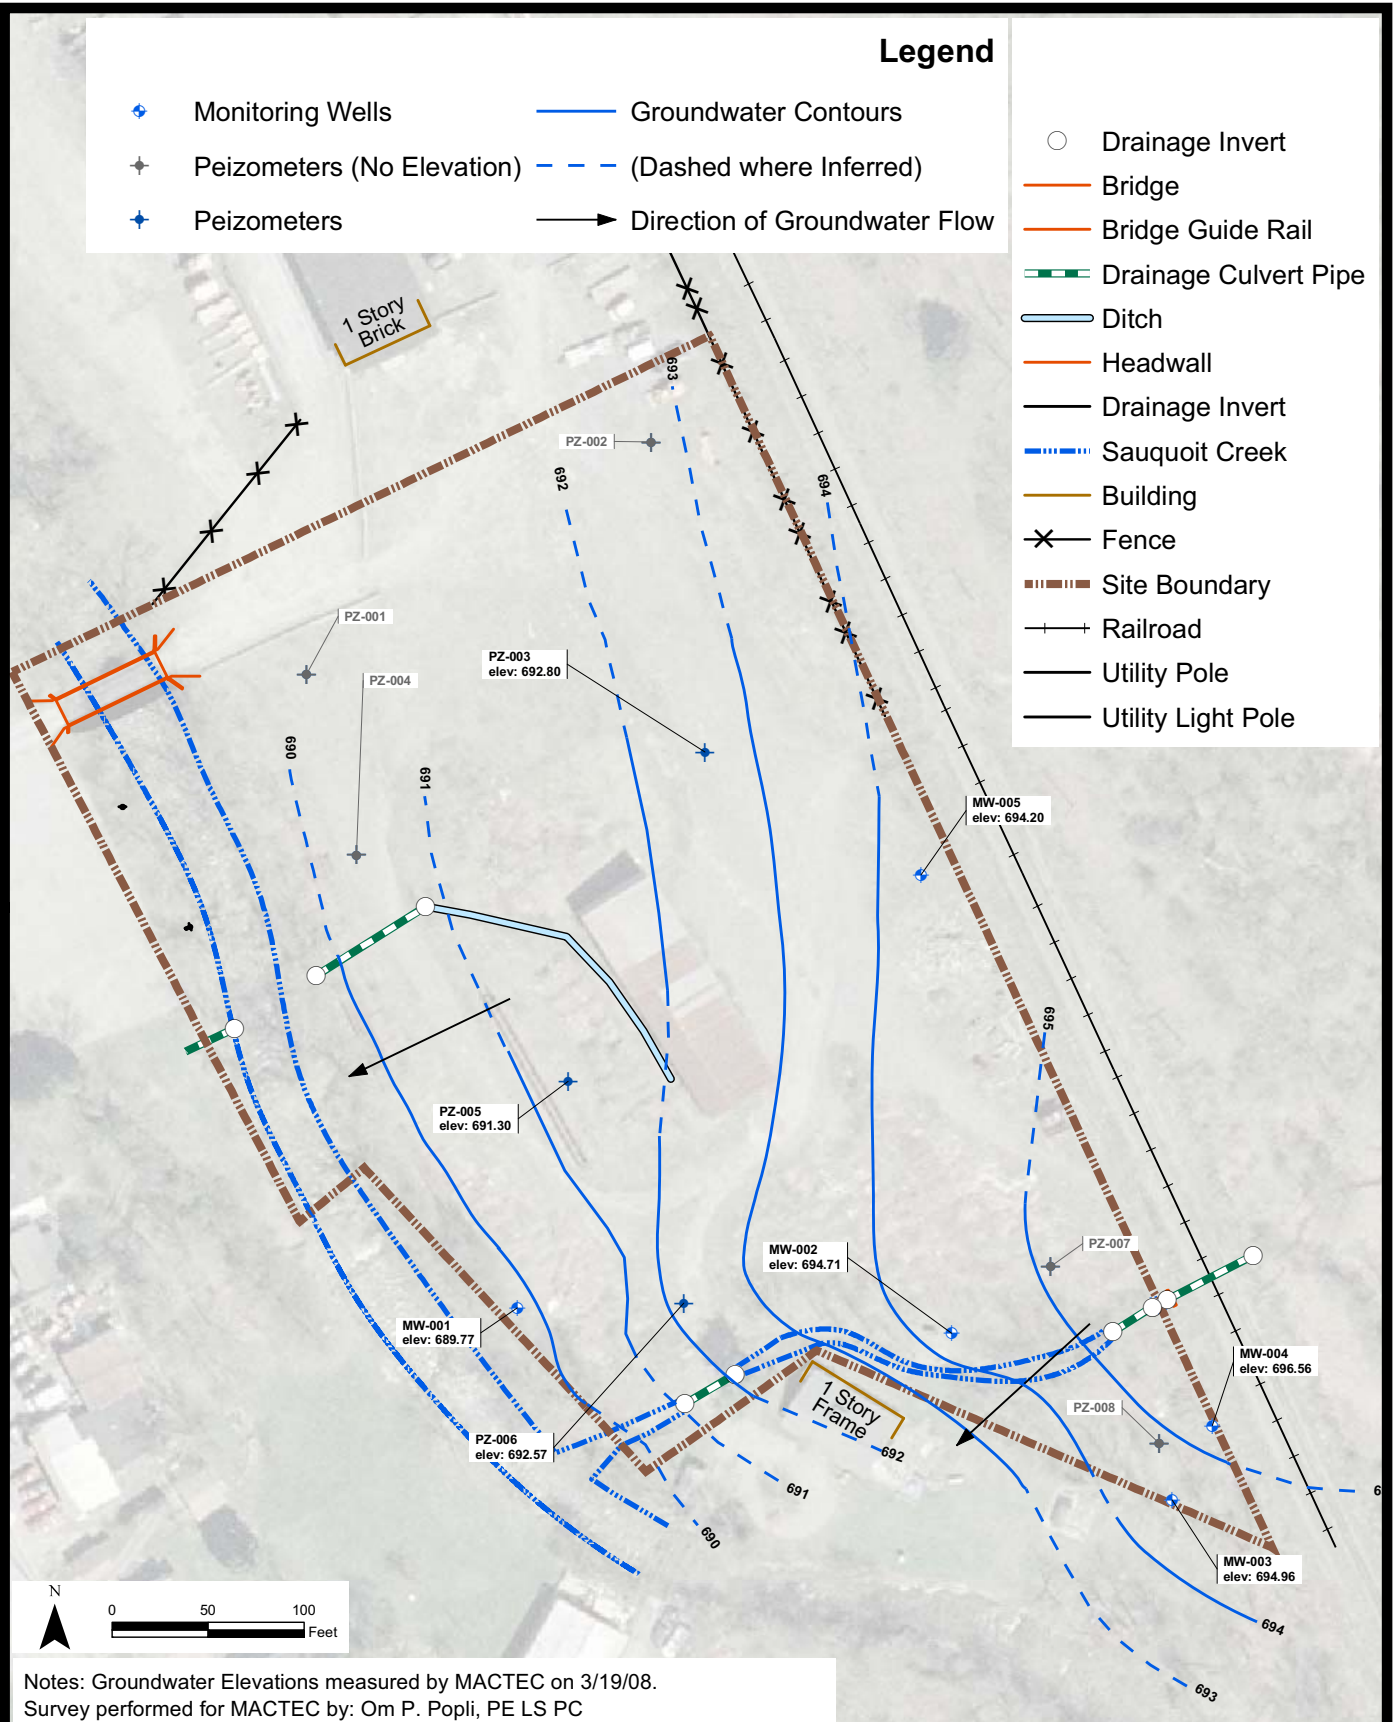 Legend
Monitoring Wells
Peizometers (No Elevation)
Peizometers
Groundwater Contours
(Dashed where Inferred)
Direction of Groundwater Flow
Drainage Invert
Bridge
Bridge Guide Rail
Drainage Culvert Pipe
Ditch
Headwall
Drainage Invert
Sauquoit Creek
Building
Fence
Site Boundary
Railroad
Utility Pole
Utility Light Pole
1 Story
Brick
693
PZ-002
692
694
PZ-001
PZ-003
elev: 692.80
PZ-004
690
691
MW-005
elev: 694.20
695
PZ-005
elev: 691.30
MW-002
elev: 694.71
PZ-007
MW-001
elev: 689.77
MW-004
elev: 696.56
1 Story
Frame
PZ-008
PZ-006
elev: 692.57
692
691
6
690
MW-003
elev: 694.96
694
693
N
0 50 100
Feet
Notes: Groundwater Elevations measured by MACTEC on 3/19/08.
Survey performed for MACTEC by: Om P. Popli, PE LS PC